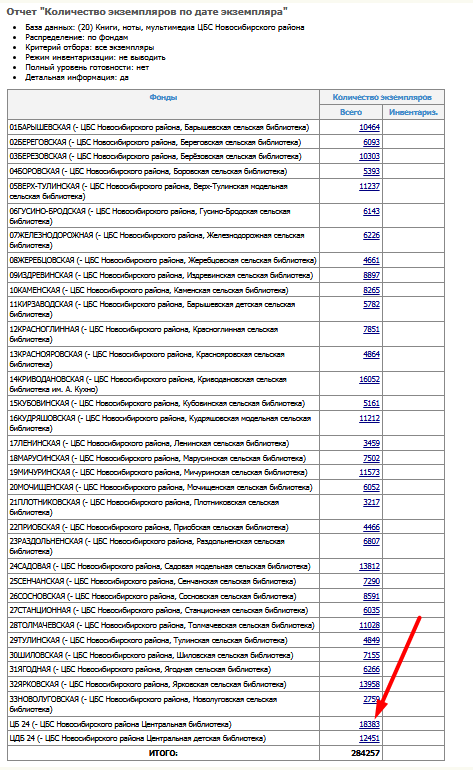 Отчет "Количество экземпляров по дате экземпляра"
• База данных: (20) Книги, ноты, мультимедиа ЦБС Новосибирского района
• Распределение: по фондам
• Критерий отбора: все экземпляры
• Режим инвентаризации: не выводить
• Полный уровень готовности: нет
• Детальная информация: да
Фонды Количество экземпляров
Всего Инвентариз.
01БАРЫШЕВСКАЯ (- ЦБС Новосибирского района, Барышевская сельская библиотека) 10464
02БЕРЕГОВСКАЯ (- ЦБС Новосибирского района, Береговская сельская библиотека) 6093
03БЕРЕЗОВСКАЯ (- ЦБС Новосибирского района, Берёзовская сельская библиотека) 10303
04БОРОВСКАЯ (- ЦБС Новосибирского района, Боровская сельская библиотека) 5393
05ВЕРХ-ТУЛИНСКАЯ (- ЦБС Новосибирского района, Верх-Тулинская модельная
сельская библиотека) 11237
06ГУСИНО-БРОДСКАЯ (- ЦБС Новосибирского района, Гусино-Бродская сельская
библиотека) 6143
07ЖЕЛЕЗНОДОРОЖНАЯ (- ЦБС Новосибирского района, Железнодорожная сельская
библиотека) 6226
08ЖЕРЕБЦОВСКАЯ (- ЦБС Новосибирского района, Жеребцовская сельская библиотека) 4661
09ИЗДРЕВИНСКАЯ (- ЦБС Новосибирского района, Издревинская сельская библиотека) 8897
10КАМЕНСКАЯ (- ЦБС Новосибирского района, Каменская сельская библиотека) 8265
11КИРЗАВОДСКАЯ (- ЦБС Новосибирского района, Барышевская детская сельская
библиотека) 5782
12КРАСНОГЛИННАЯ (- ЦБС Новосибирского района, Красноглинная сельская
библиотека) 7851
13КРАСНОЯРОВСКАЯ (- ЦБС Новосибирского района, Краснояровская сельская
библиотека) 4864
14КРИВОДАНОВСКАЯ (- ЦБС Новосибирского района, Криводановская сельская
библиотека им. А. Кухно) 16052
15КУБОВИНСКАЯ (- ЦБС Новосибирского района, Кубовинская сельская библиотека) 5161
16КУДРЯШОВСКАЯ (- ЦБС Новосибирского района, Кудряшовская модельная сельская
библиотека) 11212
17ЛЕНИНСКАЯ (- ЦБС Новосибирского района, Ленинская сельская библиотека) 3459
18МАРУСИНСКАЯ (- ЦБС Новосибирского района, Марусинская сельская библиотека) 7502
19МИЧУРИНСКАЯ (- ЦБС Новосибирского района, Мичуринская сельская библиотека) 11573
20МОЧИЩЕНСКАЯ (- ЦБС Новосибирского района, Мочищенская сельская библиотека) 6052
21ПЛОТНИКОВСКАЯ (- ЦБС Новосибирского района, Плотниковская сельская
библиотека) 3217
22ПРИОБСКАЯ (- ЦБС Новосибирского района, Приобская сельская библиотека) 4466
23РАЗДОЛЬНЕНСКАЯ (- ЦБС Новосибирского района, Раздольненская сельская
библиотека) 6807
24САДОВАЯ (- ЦБС Новосибирского района, Садовая модельная сельская библиотека) 13812
25СЕНЧАНСКАЯ (- ЦБС Новосибирского района, Сенчанская сельская библиотека) 7290
26СОСНОВСКАЯ (- ЦБС Новосибирского района, Сосновская сельская библиотека) 8591
27СТАНЦИОННАЯ (- ЦБС Новосибирского района, Станционная сельская библиотека) 6035
28ТОЛМАЧЕВСКАЯ (- ЦБС Новосибирского района, Толмачевская сельская библиотека) 11028
29ТУЛИНСКАЯ (- ЦБС Новосибирского района, Тулинская сельская библиотека) 4849
30ШИЛОВСКАЯ (- ЦБС Новосибирского района, Шиловская сельская библиотека) 7155
31ЯГОДНАЯ (- ЦБС Новосибирского района, Ягодная сельская библиотека) 6266
32ЯРКОВСКАЯ (- ЦБС Новосибирского района, Ярковская сельская библиотека) 13958
33НОВОЛУГОВСКАЯ (- ЦБС Новосибирского района, Новолуговская сельская
библиотека) 2759
ЦБ 24 (- ЦБС Новосибирского района Центральная библиотека) 18383
ЦДБ 24 (- ЦБС Новосибирского района Центральная детская библиотека) 12451
ИТОГО: 284257